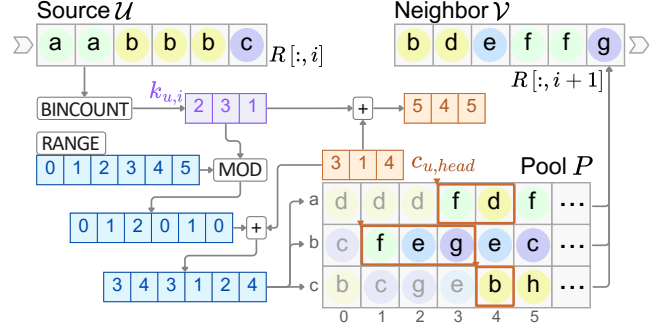 Source 𝒰
Neighbor 𝒱
a a b b b c
b d e f f g
R[:,i]
R[:,i+1]
k_{u,i}
BINCOUNT
2 3 1
+
5 4 5
RANGE
0 1 2 3 4 5
MOD
3 1 4
c_{u,head}
Pool P
a d d d f d f ...
0 1 2 0 1 0
+
b c f e g e c ...
3 4 3 1 2 4
c b c g e b h ...
0 1 2 3 4 5